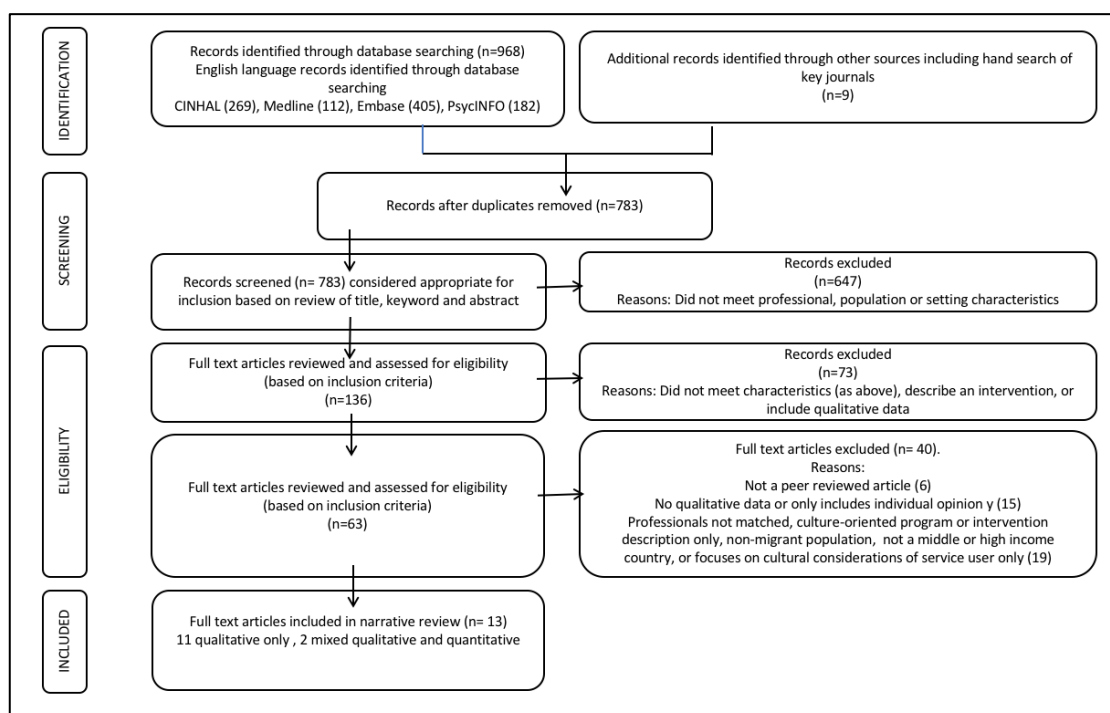 IDENTIFICATION
Records identified through database searching (n=968)
English language records identified through database
searching
CINHAL (269), Medline (112), Embase (405), PsycINFO (182)
Additional records identified through other sources including hand search of
key journals
(n=9)
SCREENING
Records after duplicates removed (n=783)
Records screened (n= 783) considered appropriate for
inclusion based on review of title, keyword and abstract
Records excluded
(n=647)
Reasons: Did not meet professional, population or setting characteristics
ELIGIBILITY
Full text articles reviewed and assessed for eligibility
(based on inclusion criteria)
(n=136)
Records excluded
(n=73)
Reasons: Did not meet characteristics (as above), describe an intervention, or
include qualitative data
Full text articles reviewed and assessed for eligibility
(based on inclusion criteria)
(n=63)
Full text articles excluded (n= 40).
Reasons:
Not a peer reviewed article (6)
No qualitative data or only includes individual opinion y (15)
Professionals not matched, culture-oriented program or intervention
description only, non-migrant population, not a middle or high income
country, or focuses on cultural considerations of service user only (19)
INCLUDED
Full text articles included in narrative review (n= 13)
11 qualitative only , 2 mixed qualitative and quantitative